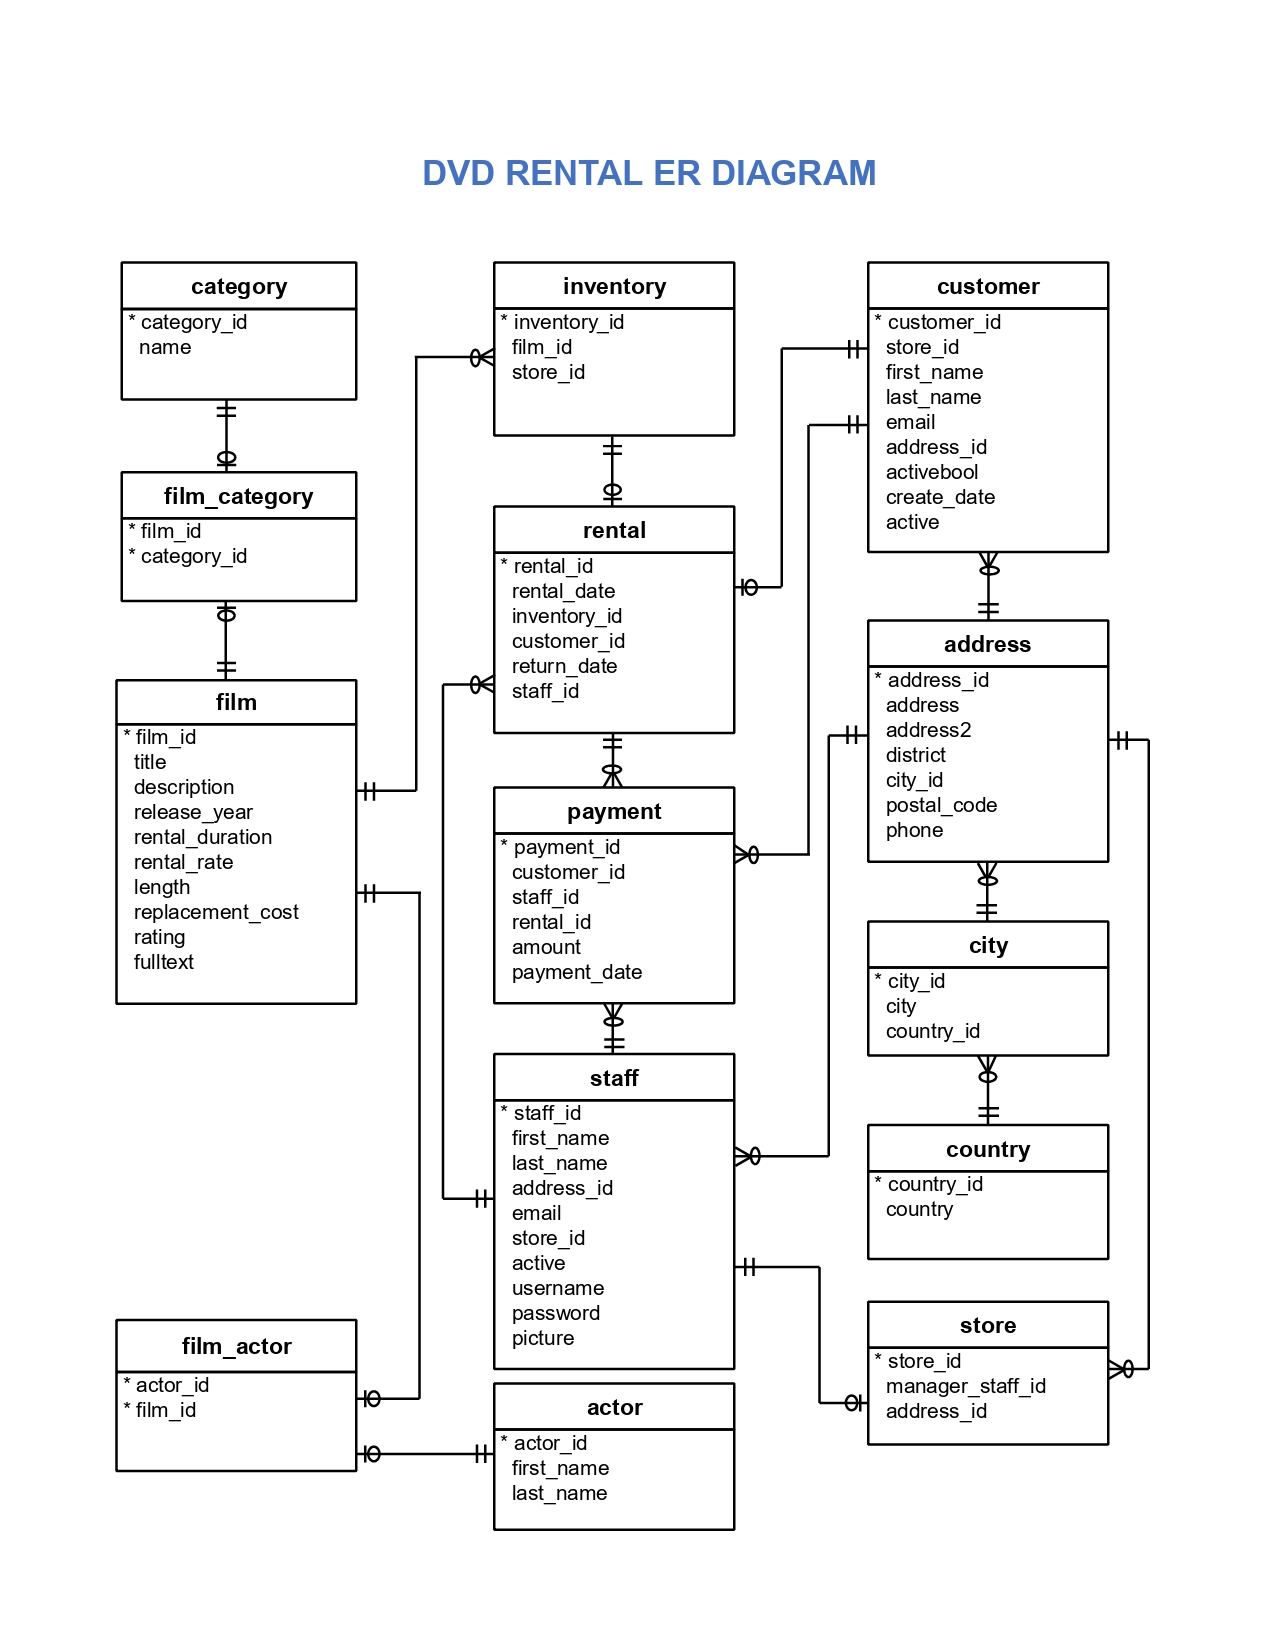 DVD RENTAL ER DIAGRAM
category
* category_id
name
film_category
* film_id
* category_id
film
* film_id
title
description
release_year
rental_duration
rental_rate
length
replacement_cost
rating
fulltext
film_actor
* actor_id
* film_id
inventory
* inventory_id
film_id
store_id
rental
* rental_id
rental_date
inventory_id
customer_id
return_date
staff_id
payment
* payment_id
customer_id
staff_id
rental_id
amount
payment_date
staff
* staff_id
first_name
last_name
address_id
email
store_id
active
username
password
picture
actor
* actor_id
first_name
last_name
customer
* customer_id
store_id
first_name
last_name
email
address_id
activebool
create_date
active
address
* address_id
address
address2
district
city_id
postal_code
phone
city
* city_id
city
country_id
country
* country_id
country
store
* store_id
manager_staff_id
address_id